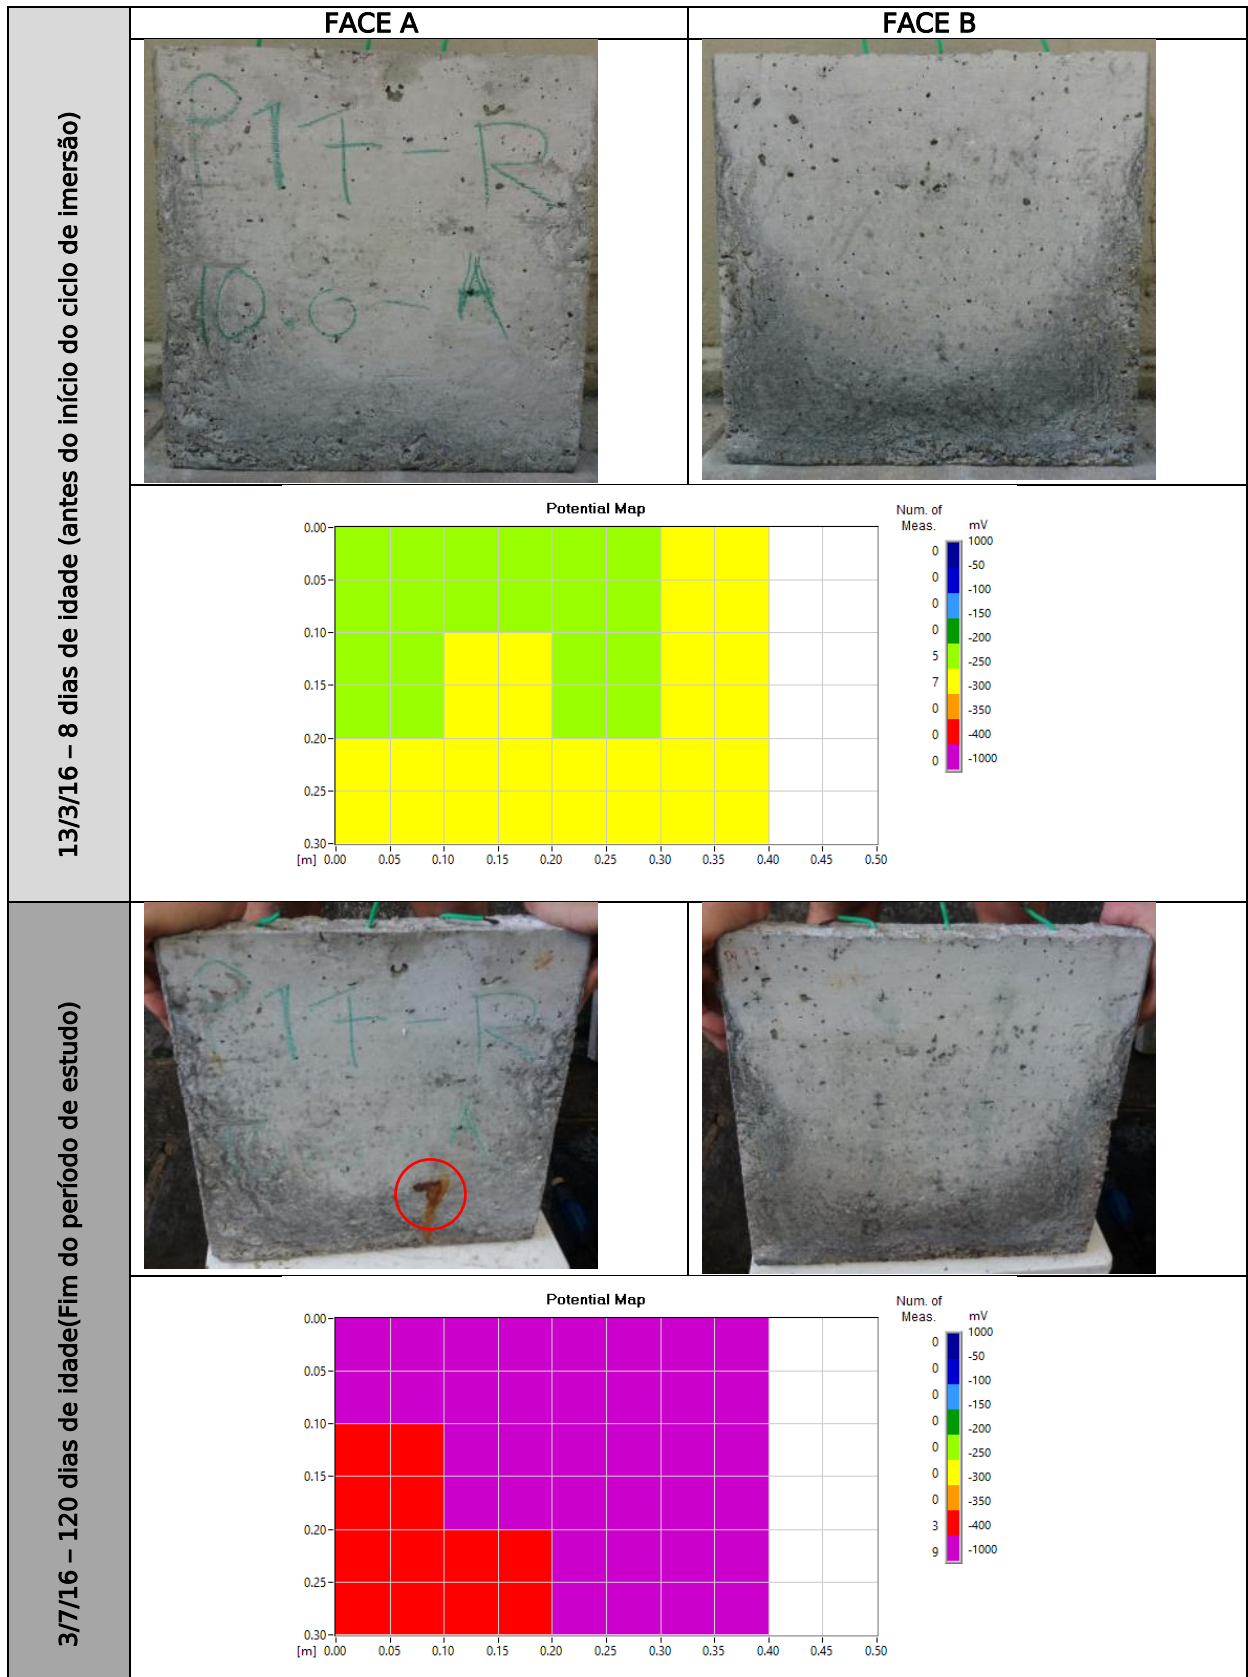 FACE A
FACE B
13/3/16 – 8 dias de idade (antes do início do ciclo de imersão)
P17-R
10.0-A
Potential Map
Num. of
Meas.
mV
0.00
0.05
0.10
0.15
0.20
0.25
0.30
[m] 0.00 0.05 0.10 0.15 0.20 0.25 0.30 0.35 0.40 0.45 0.50
1000
0
-50
0
-100
0
-150
0
-200
5
-250
7
-300
0
-350
0
-400
0
-1000
3/7/16 – 120 dias de idade(Fim do período de estudo)
P17-R
A
Potential Map
Num. of
Meas.
mV
0.00
0.05
0.10
0.15
0.20
0.25
0.30
[m] 0.00 0.05 0.10 0.15 0.20 0.25 0.30 0.35 0.40 0.45 0.50
1000
0
-50
0
-100
0
-150
0
-200
0
-250
0
-300
0
-350
3
-400
9
-1000